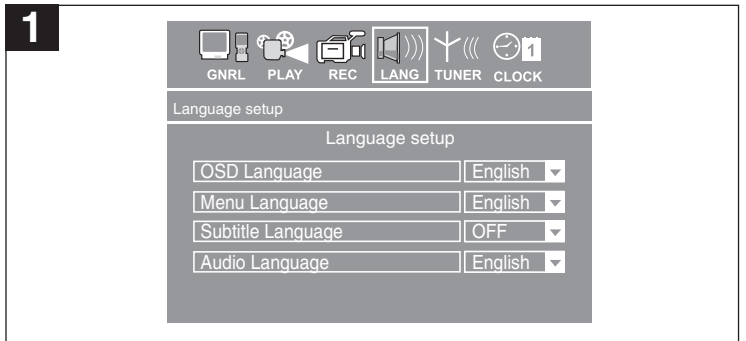 1
GNRL PLAY REC LANG TUNER CLOCK
1
Language setup
Language setup
OSD Language English
Menu Language English
Subtitle Language OFF
Audio Language English